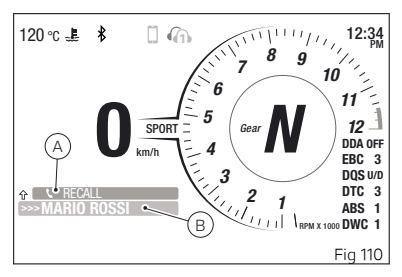 120 °C
1
12:34
PM
8
9
7
10
6
11
5
12
4
3
2
1
SPORT
Gear N
0
km/h
RPM X 1000
DDA OFF
EBC 3
DQS U/D
DTC 3
ABS 1
DWC 1
A
RECALL
>>> MARIO ROSSI
B
Fig 110